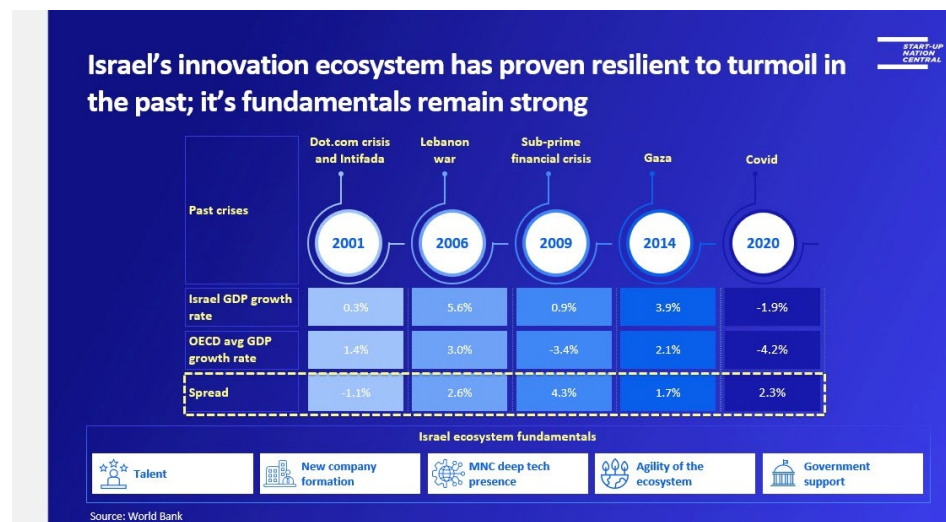 Israel's innovation ecosystem has proven resilient to turmoil in
the past; it's fundamentals remain strong
START-UP
NATION
CENTRAL
Past crises
Dot.com crisis
and Intifada
Lebanon
war
Sub-prime
financial crisis
Gaza
Covid
2001
2006
2009
2014
2020
Israel GDP growth
rate
0.3%
5.6%
0.9%
3.9%
-1.9%
OECD avg GDP
growth rate
1.4%
3.0%
-3.4%
2.1%
-4.2%
Spread
-1.1%
2.6%
4.3%
1.7%
2.3%
Israel ecosystem fundamentals
Talent
New company
formation
MNC deep tech
presence
Agility of the
ecosystem
Government
support
Source: World Bank